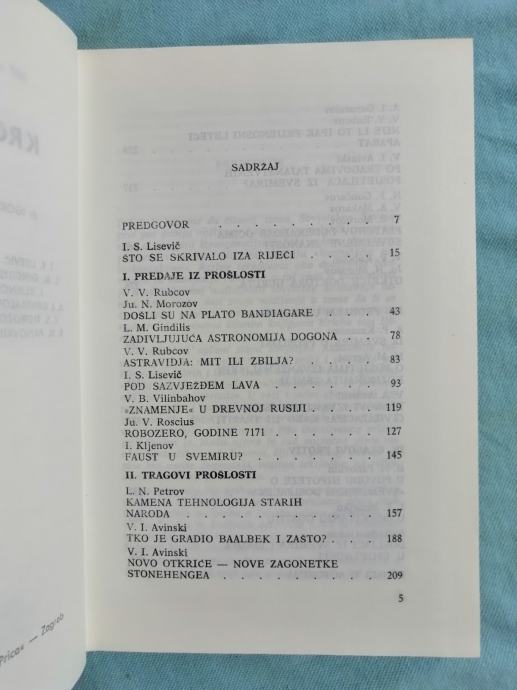 SADRŽAJ
PREDGOVOR . . . . . . . . . 7
I. S. Lisevič
ŠTO SE SKRIVALO IZA RIJEČI . . . . 15
I. PREDAJE IZ PROŠLOSTI
V. V. Rubcov
Ju. N. Morozov
DOŠLI SU NA PLATO BANDIAGARE . . . 43
L. M. Gindilis
ZADIVLJUJUĆA ASTRONOMIJA DOGONA . . 78
V. V. Rubcov
ASTRAVIDJA: MIT ILI ZBILJA? . . . . 83
I. S. Lisevič
POD SAZVJEŽĐEM LAVA . . . . . 93
V. B. Vilinbahov
»ZNAMENJE« U DREVNOJ RUSIJI . . . . 119
Ju. V. Roscius
ROBOZERO, GODINE 7171 . . . . . 127
I. Kljenov
FAUST U SVEMIRU? . . . . . . 145
II. TRAGOVI PROŠLOSTI
L. N. Petrov
KAMENA TEHNOLOGIJA STARIH
NARODA . . . . . . . . . 157
V. I. Avinski
TKO JE GRADIO BAALBEK I ZAŠTO? . . . 188
V. I. Avinski
NOVO OTKRIĆE — NOVE ZAGONETKE
STONEHENGEA . . . . . . . . 209
5
Prica« — Zagreb
KRO